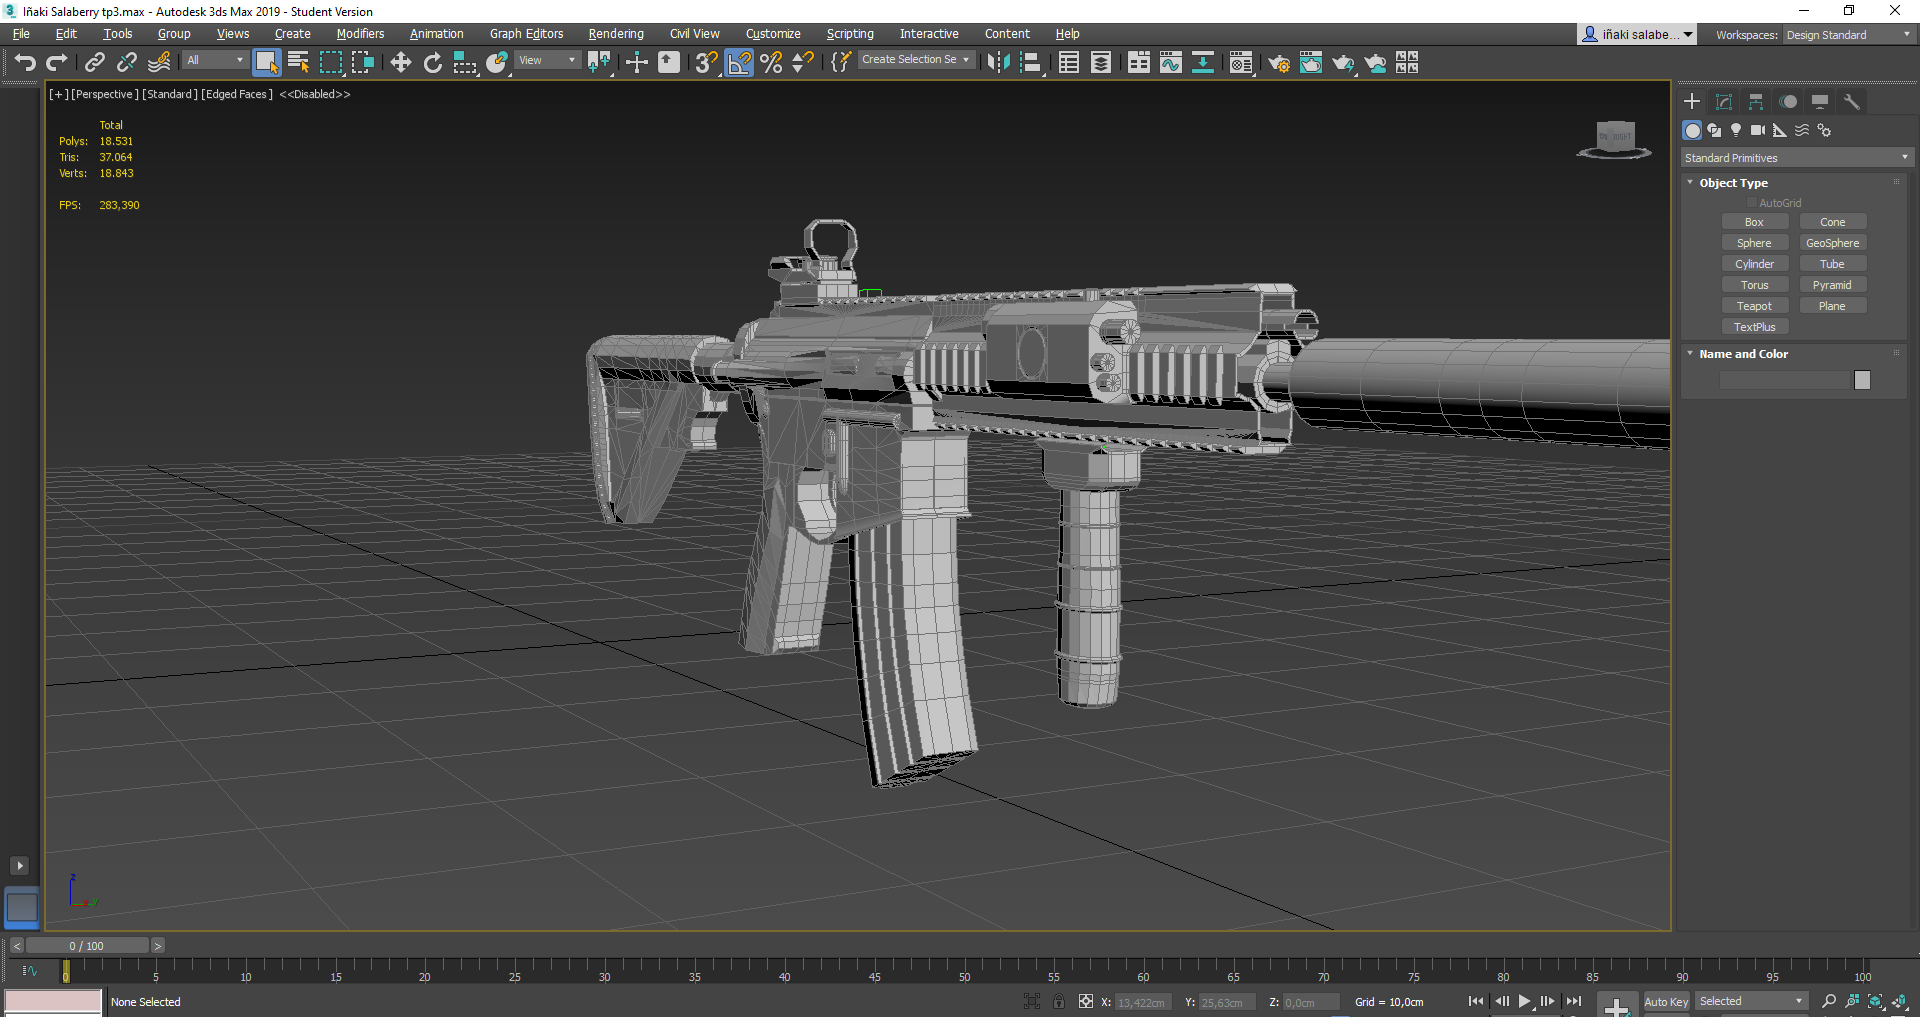 Iñaki Salaberry tp3.max - Autodesk 3ds Max 2019 - Student Version
File Edit Tools Group Views Create Modifiers Animation Graph Editors Rendering Civil View Customize Scripting Interactive Content Help
iñaki salabe... Workspaces: Design Standard
All View Create Selection Se
[+] [Perspective ] [Standard ] [Edged Faces ] <<Disabled>>
Total
Polys: 18.531
Tris: 37.064
Verts: 18.843
FPS: 283,390
Standard Primitives
Object Type
AutoGrid
Box Cone
Sphere GeoSphere
Cylinder Tube
Torus Pyramid
Teapot Plane
TextPlus
Name and Color
z
y
< 0 / 100 >
0 5 10 15 20 25 30 35 40 45 50 55 60 65 70 75 80 85 90 95 100
None Selected X: 13,422cm Y: 25,63cm Z: 0,0cm Grid = 10,0cm Auto Key Selected